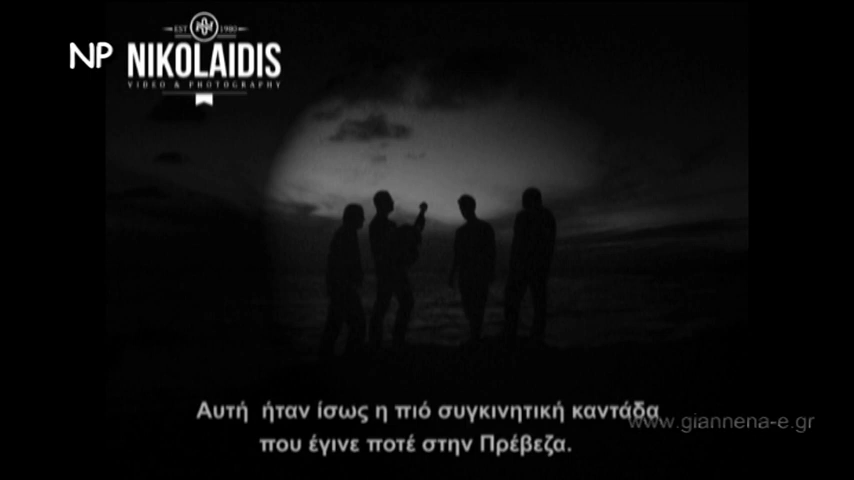 EST 1980
NP NIKOLAIDIS
VIDEO & PHOTOGRAPHY
Αυτή ήταν ίσως η πιό συγκινητική καντάδα
www.giannena-e.gr
που έγινε ποτέ στην Πρέβεζα.